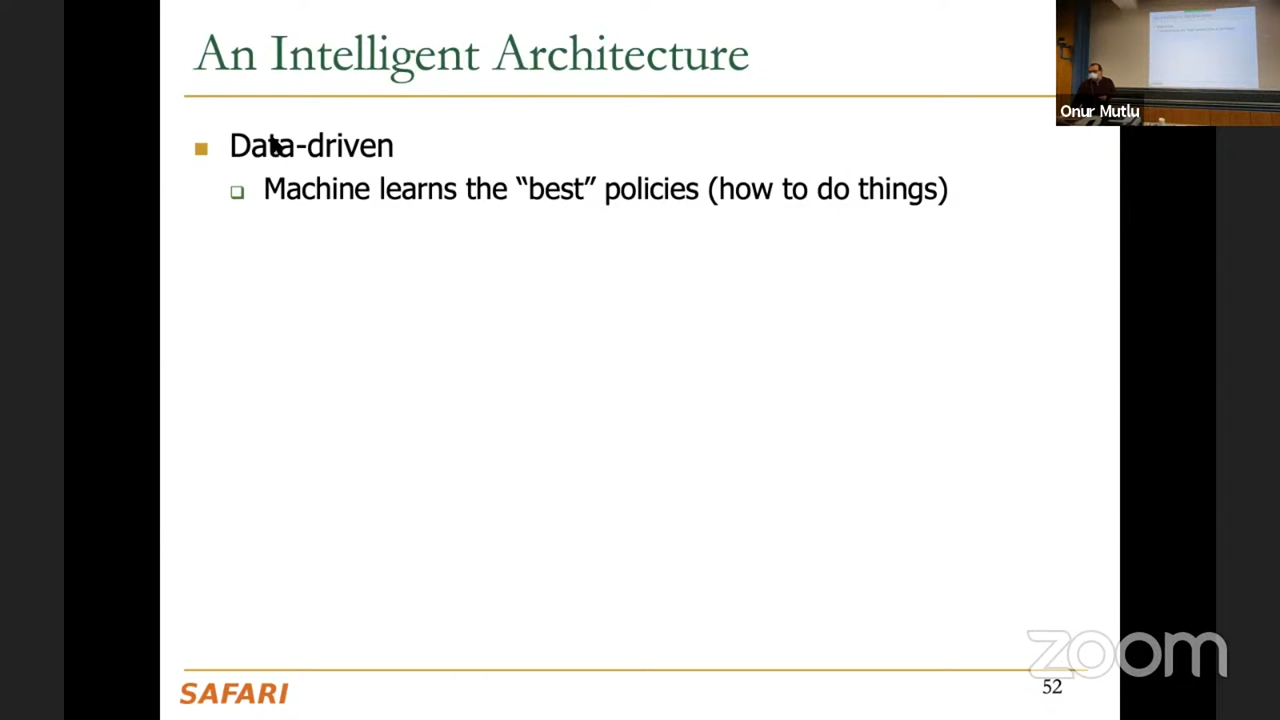 An Intelligent Architecture
Onur Mutlu
Data-driven
Machine learns the “best” policies (how to do things)
zoom
SAFARI
52